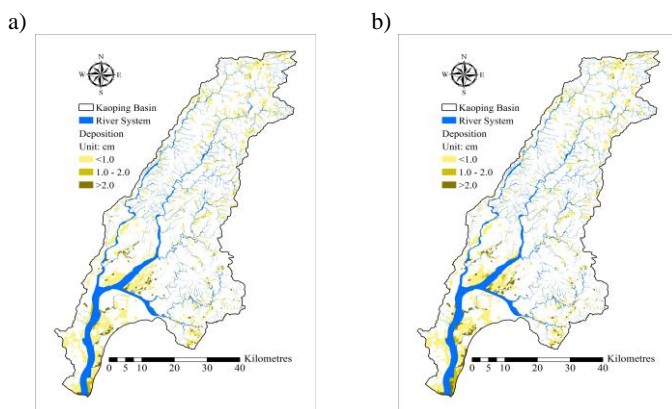 a)
N
W E
S
Kaoping Basin
River System
Deposition
Unit: cm
<1.0
1.0 - 2.0
>2.0
Kilometres
0 5 10 20 30 40
b)
N
W E
S
Kaoping Basin
River System
Deposition
Unit: cm
<1.0
1.0 - 2.0
>2.0
Kilometres
0 5 10 20 30 40